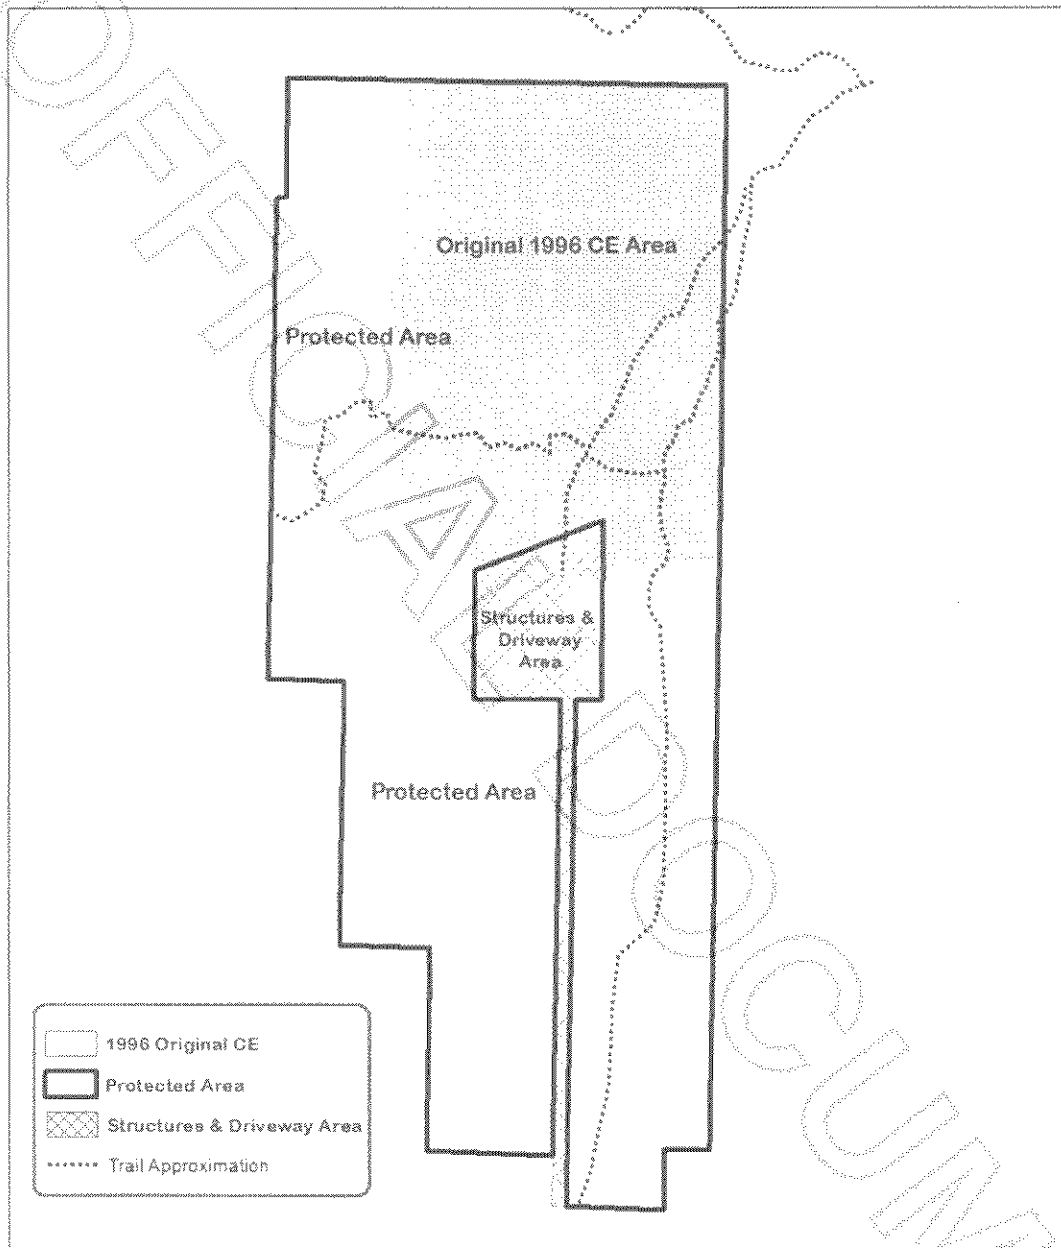 Original 1996 CE Area
Protected Area
Structures &
Driveway
Area
Protected Area
1996 Original CE
Protected Area
Structures & Driveway Area
Trail Approximation
OFFICIAL DOCUM